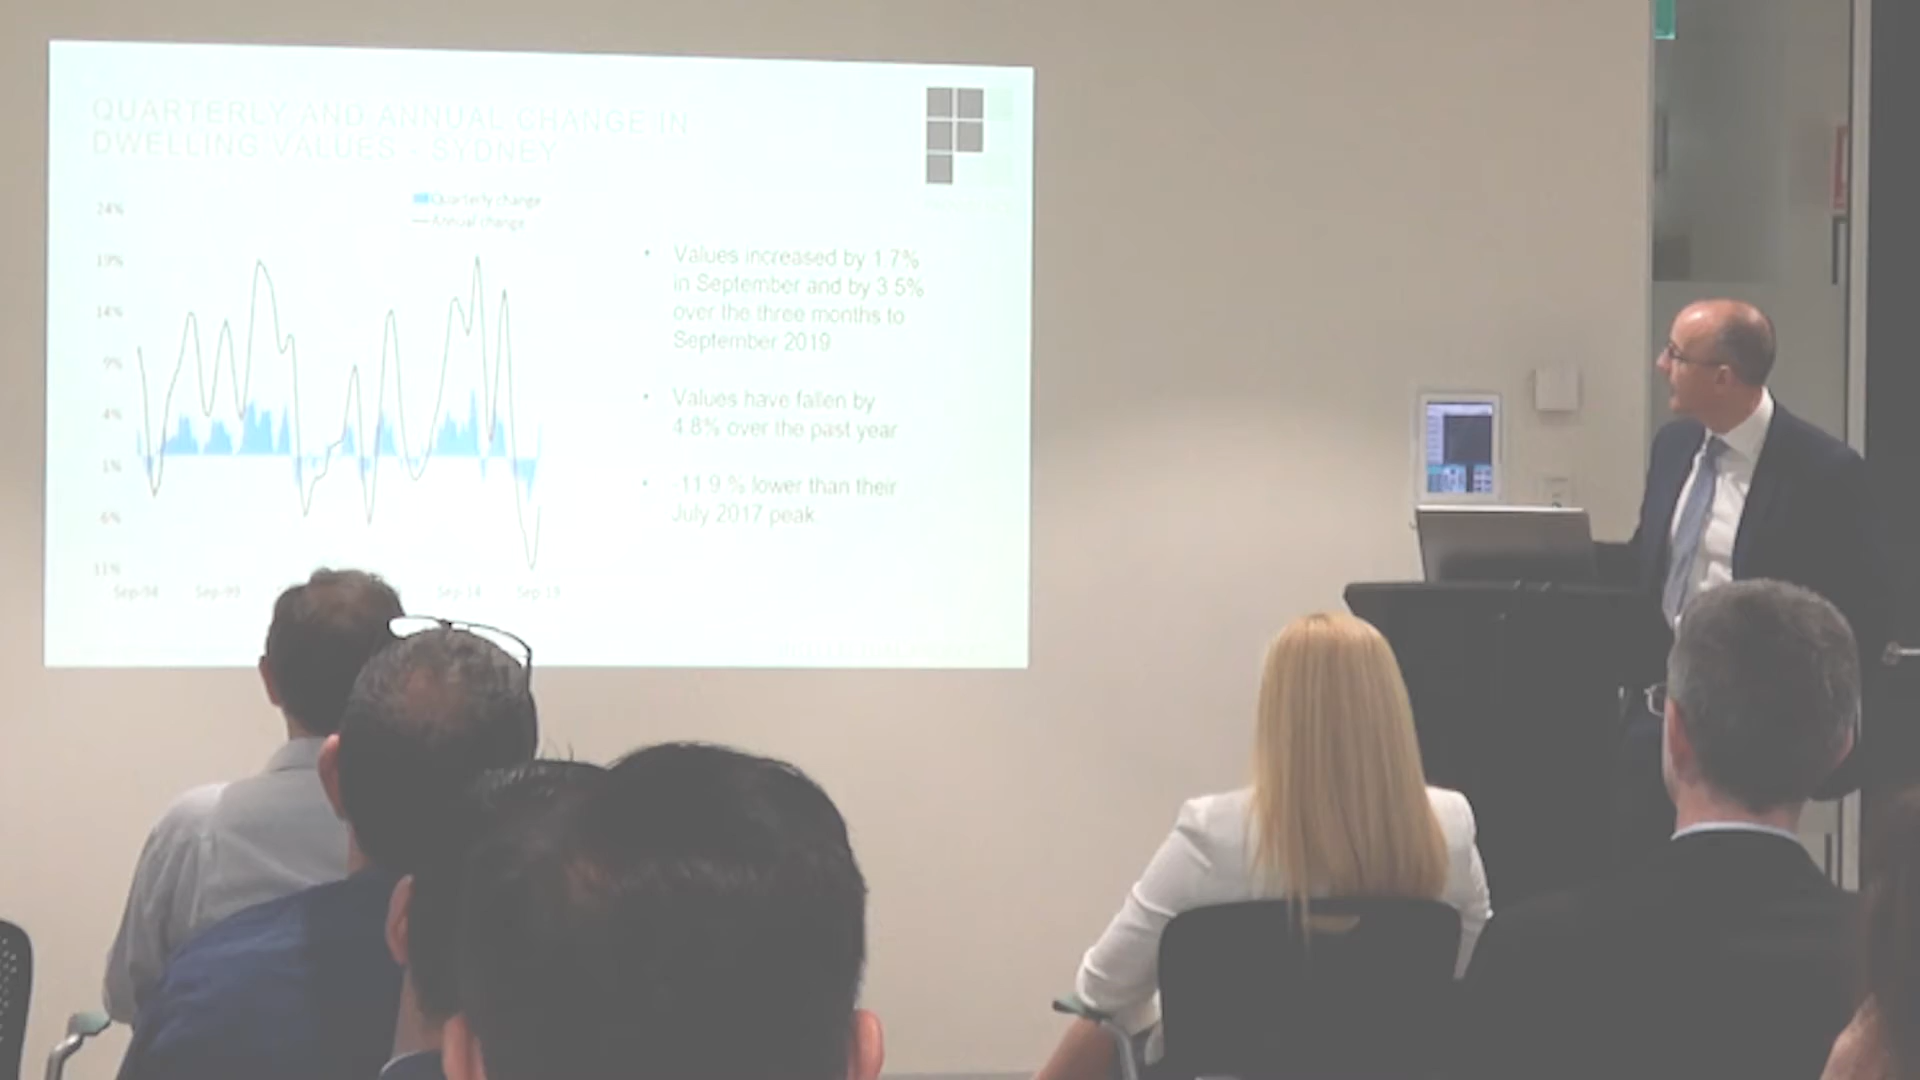 QUARTERLY AND ANNUAL CHANGE IN
DWELLING VALUES - SYDNEY
Quarterly change
Annual change
24%
19%
14%
9%
4%
1%
6%
11%
Sep-94
Sep-99
Sep-14
Sep-19
• Values increased by 1.7%
in September and by 3.5%
over the three months to
September 2019
• Values have fallen by
4.8% over the past year
• -11.9 % lower than their
July 2017 peak